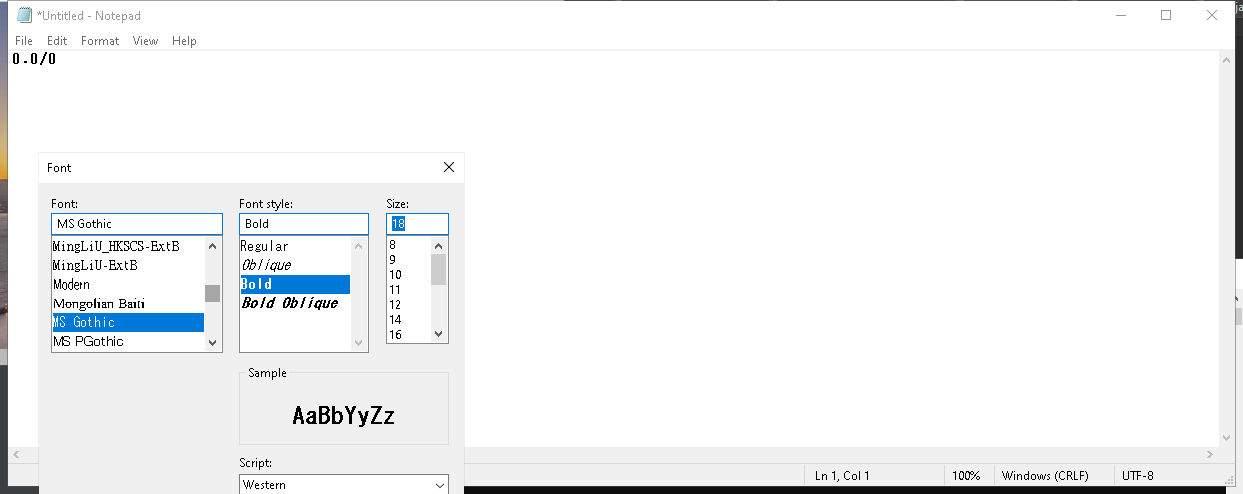 *Untitled - Notepad
File Edit Format View Help
0.0/0
Font
Font: Font style: Size:
MS Gothic Bold 18
MingLiU_HKSCS-ExtB
MingLiU-ExtB
Modern
Mongolian Baiti
MS Gothic
MS PGothic
Regular
Oblique
Bold
Bold Oblique
8
9
10
11
12
14
16
Sample
AaBbYyZz
Script:
Western
Ln 1, Col 1 100% Windows (CRLF) UTF-8